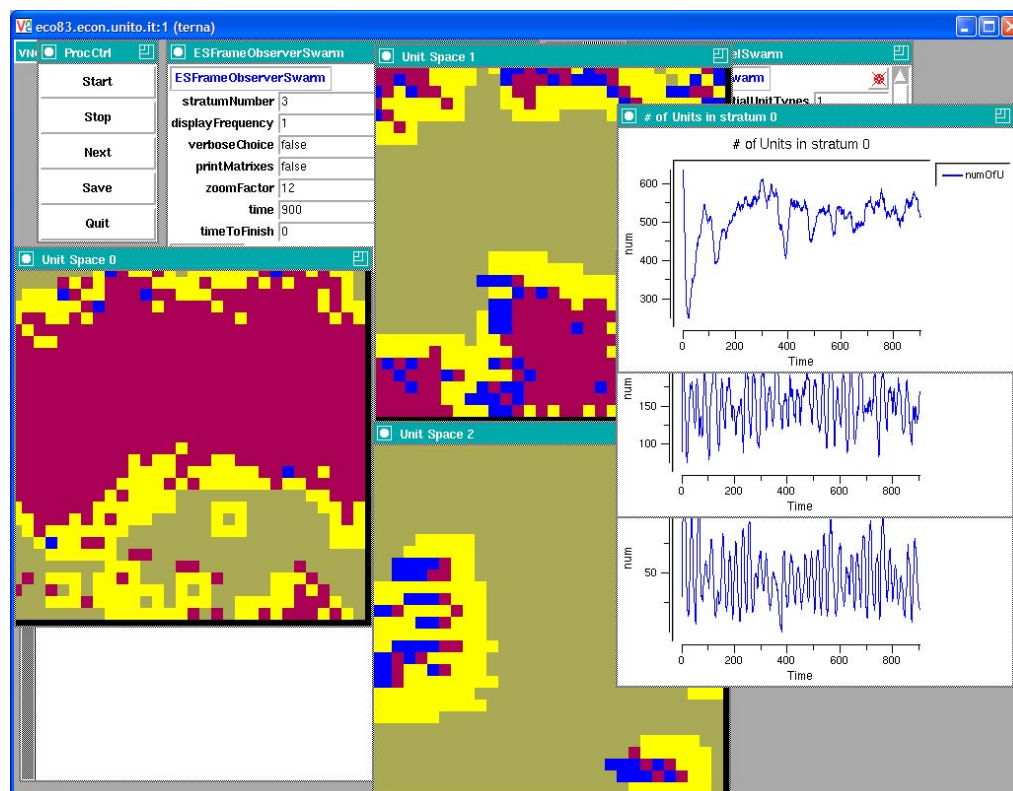 eco83.econ.unito.it:1 (terna)
ProcCtrl
Start
Stop
Next
Save
Quit
ESFrameObserverSwarm
ESFrameObserverSwarm
stratumNumber 3
displayFrequency 1
verboseChoice false
printMatrixes false
zoomFactor 12
time 900
timeToFinish 0
Unit Space 0
Unit Space 1
Unit Space 2
elSwarm
warm
tialUnitTypes 1
# of Units in stratum 0
# of Units in stratum 0
numOfU
num
600
500
400
300
0 200 400 600 800
Time
num
150
100
0 200 400 600 800
Time
num
50
0 200 400 600 800
Time